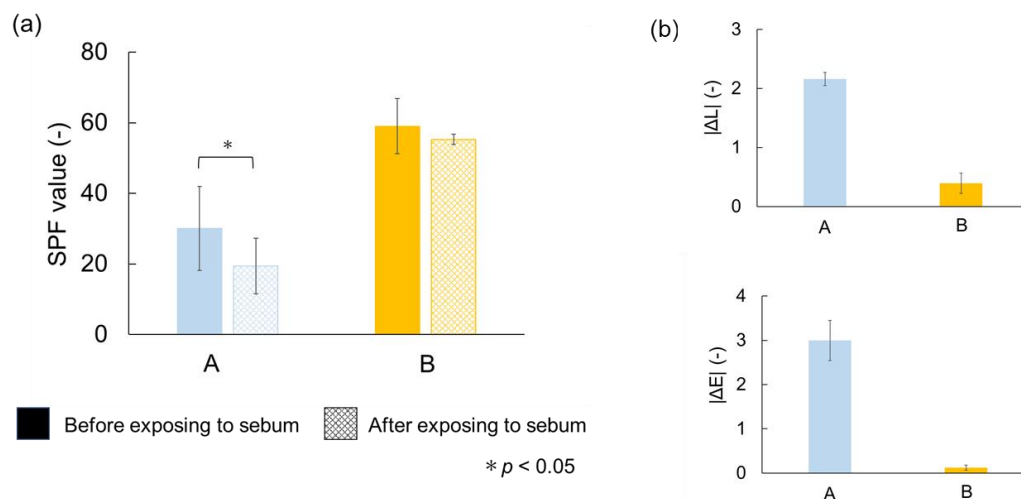 (a)
80
60
40
20
0
SPF value (-)
*
A
B
Before exposing to sebum
After exposing to sebum
* p < 0.05
(b)
3
2
1
0
|ΔL| (-)
A
B
4
3
2
1
0
|ΔE| (-)
A
B